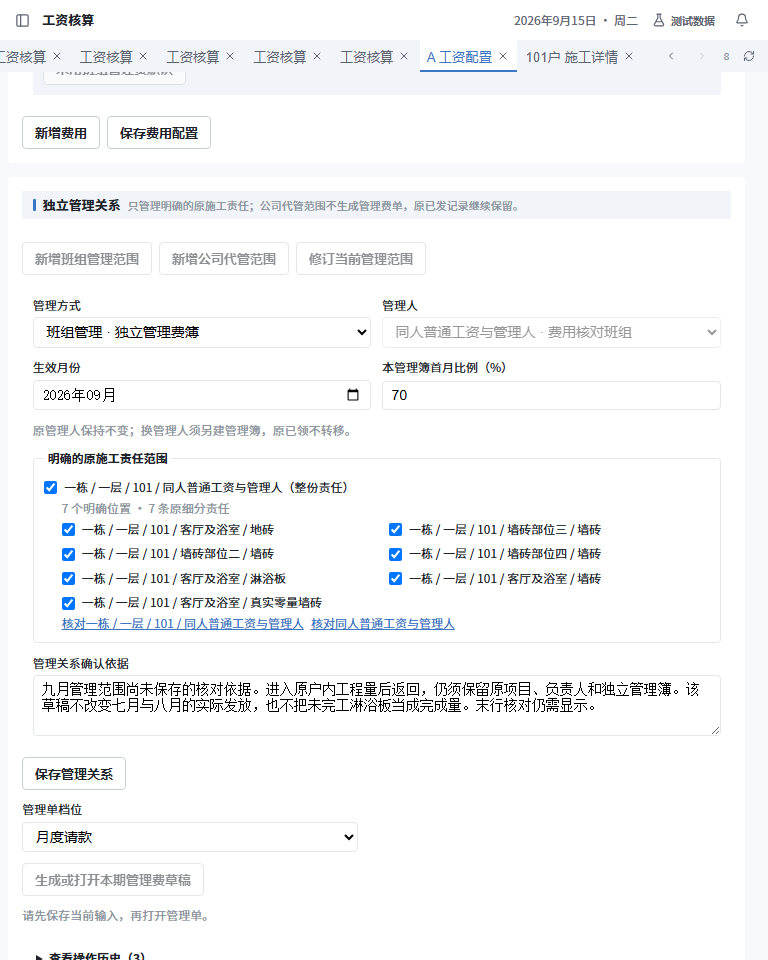 工资核算
2026年9月15日 · 周二 测试数据
工资核算 × 工资核算 × 工资核算 × 工资核算 × 工资核算 × A 工资配置 × 101户 施工详情 × 8
新增费用 保存费用配置
独立管理关系 只管理明确的原施工责任；公司代管范围不生成管理费单，原已发记录继续保留。
新增班组管理范围 新增公司代管范围 修订当前管理范围
管理方式 管理人
班组管理 · 独立管理费簿 同人普通工资与管理人 · 费用核对班组
生效月份 本管理簿首月比例（%）
2026年09月 70
原管理人保持不变；换管理人须另建管理簿，原已领不转移。
明确的原施工责任范围
一栋 / 一层 / 101 / 同人普通工资与管理人（整份责任）
7 个明确位置 · 7 条原细分责任
一栋 / 一层 / 101 / 客厅及浴室 / 地砖 一栋 / 一层 / 101 / 墙砖部位三 / 墙砖
一栋 / 一层 / 101 / 墙砖部位二 / 墙砖 一栋 / 一层 / 101 / 墙砖部位四 / 墙砖
一栋 / 一层 / 101 / 客厅及浴室 / 淋浴板 一栋 / 一层 / 101 / 客厅及浴室 / 墙砖
一栋 / 一层 / 101 / 客厅及浴室 / 真实零量墙砖
核对一栋 / 一层 / 101 / 同人普通工资与管理人 核对同人普通工资与管理人
管理关系确认依据
九月管理范围尚未保存的核对依据。进入原户内工程量后返回，仍须保留原项目、负责人和独立管理簿。该
草稿不改变七月与八月的实际发放，也不把未完工淋浴板当成完成量。末行核对仍需显示。
保存管理关系
管理单档位
月度请款
生成或打开本期管理费草稿
请先保存当前输入，再打开管理单。
查看操作历史（3）